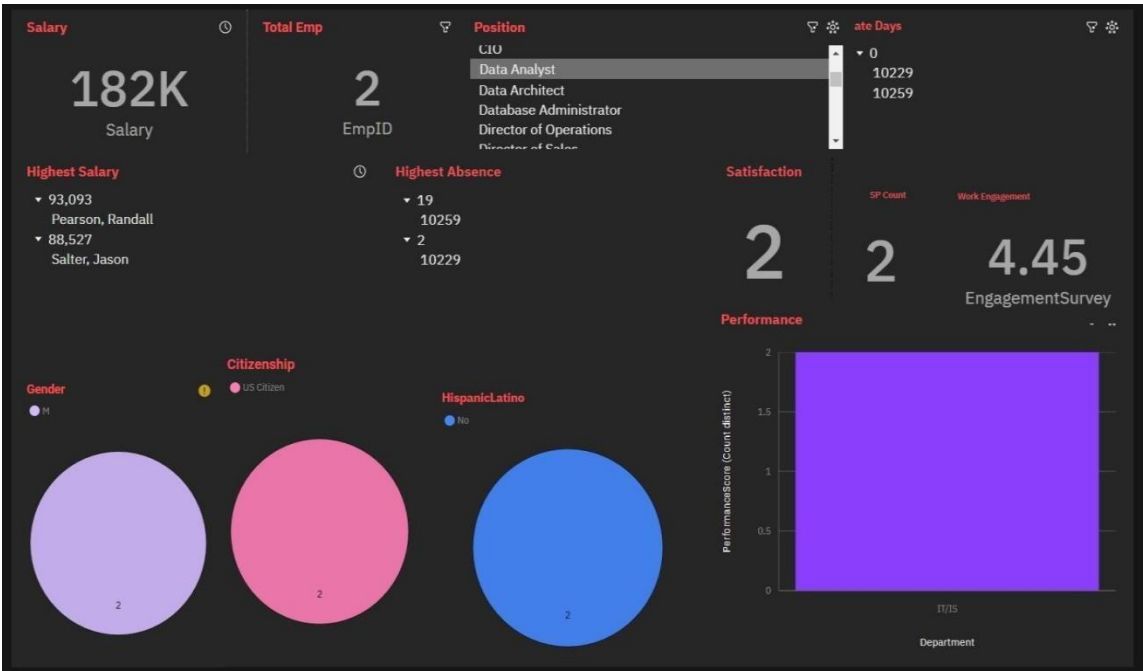 Salary
182K
Salary
Total Emp
2
EmpID
Position
CIO
Data Analyst
Data Architect
Database Administrator
Director of Operations
Director of Sales
ate Days
0
10229
10259
Highest Salary
93,093
Pearson, Randall
88,527
Salter, Jason
Highest Absence
19
10259
2
10229
Satisfaction
2
SP Count
2
Work Engagement
4.45
EngagementSurvey
Gender
M
2
Citizenship
US Citizen
2
HispanicLatino
No
2
Performance
PerformanceScore (Count distinct)
2
1.5
1
0.5
0
IT/IS
Department